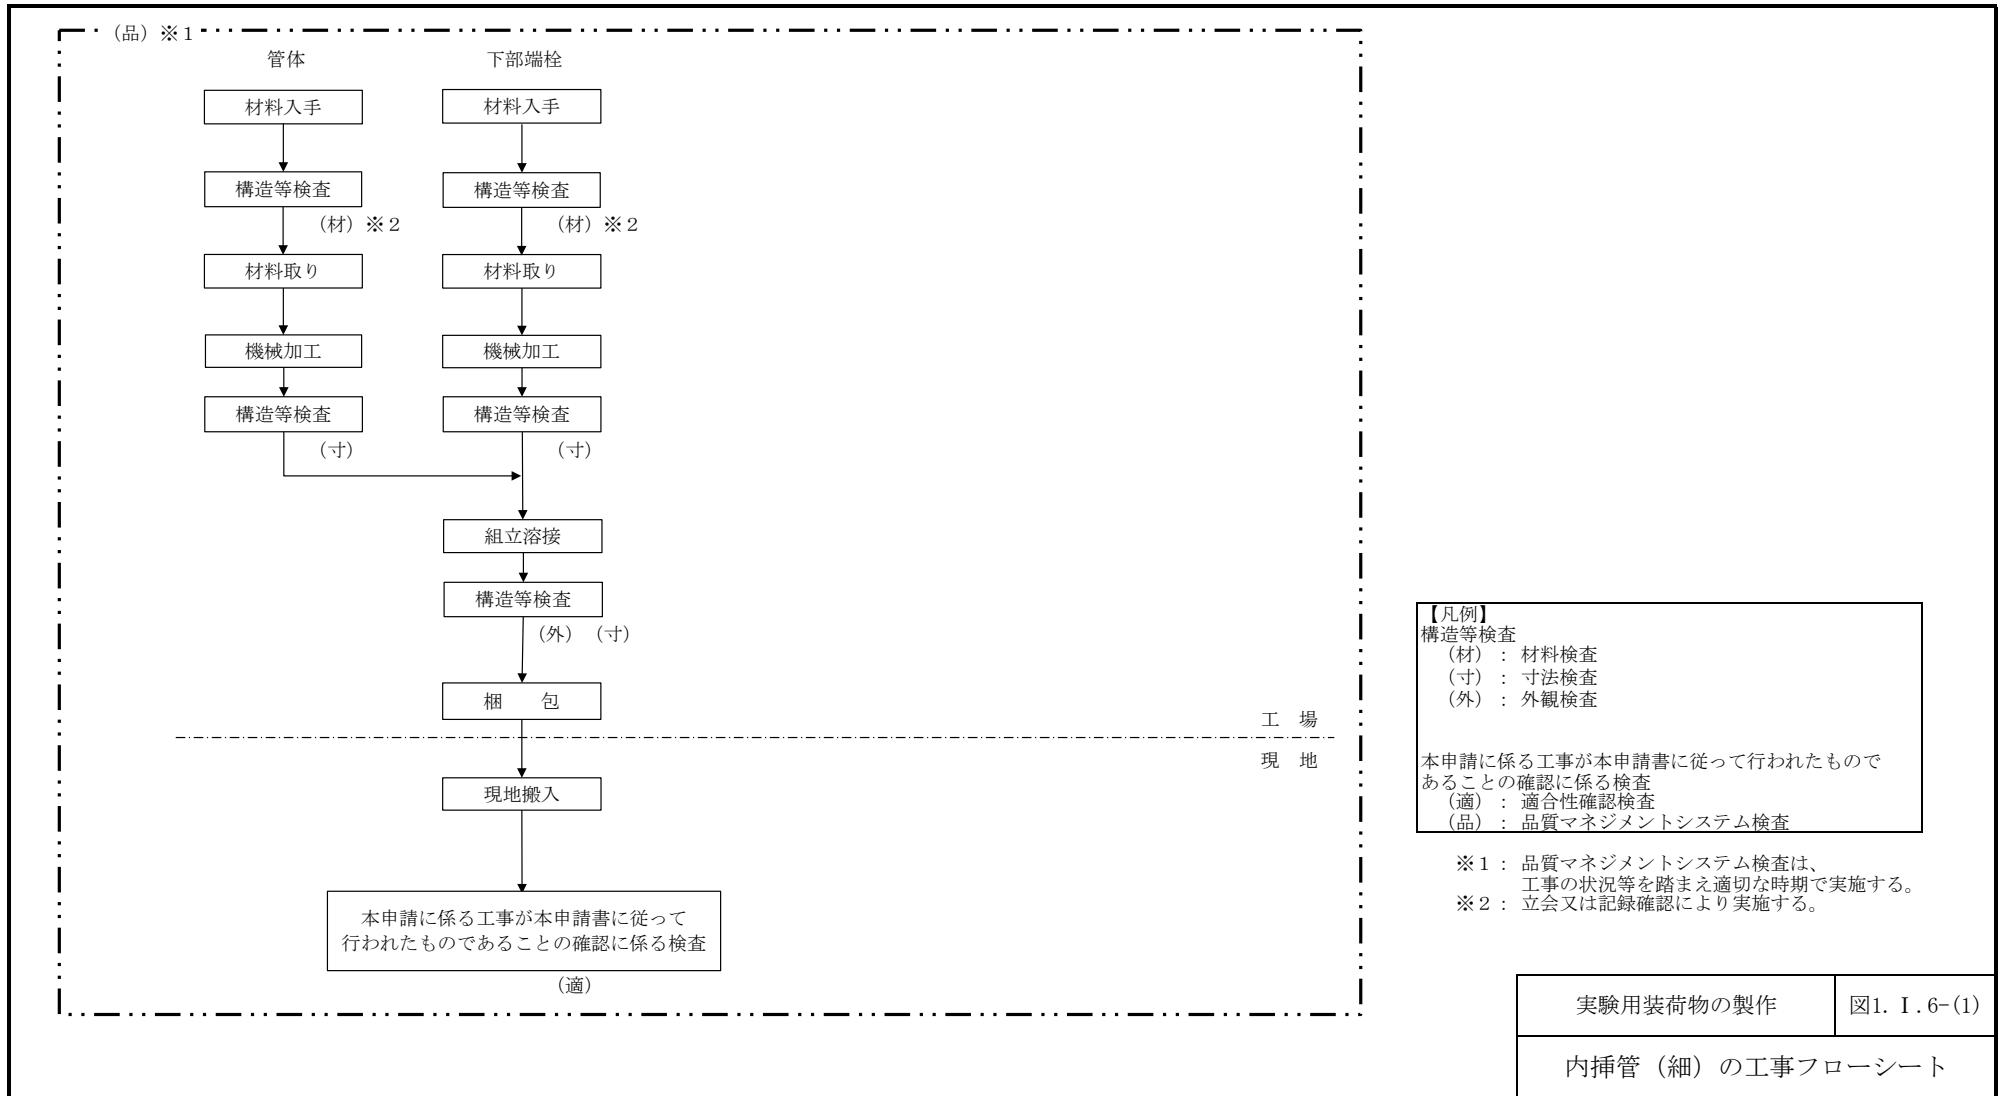 （品）※１
管体
下部端栓
材料入手
材料入手
構造等検査
構造等検査
（材）※２
（材）※２
材料取り
材料取り
機械加工
機械加工
構造等検査
構造等検査
（寸）
（寸）
組立溶接
構造等検査
（外）（寸）
梱　包
工　場
現　地
現地搬入
本申請に係る工事が本申請書に従って
行われたものであることの確認に係る検査
（適）
【凡例】
構造等検査
（材）：材料検査
（寸）：寸法検査
（外）：外観検査
本申請に係る工事が本申請書に従って行われたもので
あることの確認に係る検査
（適）：適合性確認検査
（品）：品質マネジメントシステム検査
※１：品質マネジメントシステム検査は、
工事の状況等を踏まえ適切な時期で実施する。
※２：立会又は記録確認により実施する。
実験用装荷物の製作
図1.Ⅰ.6-(1)
内挿管（細）の工事フローシート